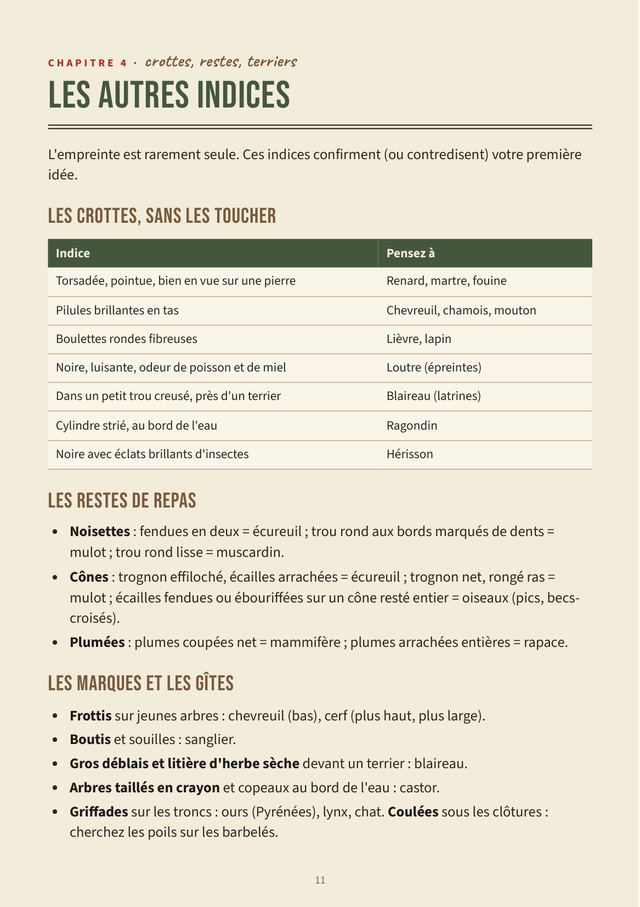 CHAPITRE 4 · crottes, restes, terriers
LES AUTRES INDICES
L'empreinte est rarement seule. Ces indices confirment (ou contredisent) votre première
idée.
LES CROTTES, SANS LES TOUCHER
Indice Pensez à
Torsadée, pointue, bien en vue sur une pierre Renard, martre, fouine
Pilules brillantes en tas Chevreuil, chamois, mouton
Boulettes rondes fibreuses Lièvre, lapin
Noire, luisante, odeur de poisson et de miel Loutre (épreintes)
Dans un petit trou creusé, près d'un terrier Blaireau (latrines)
Cylindre strié, au bord de l'eau Ragondin
Noire avec éclats brillants d'insectes Hérisson
LES RESTES DE REPAS
• Noisettes : fendues en deux = écureuil ; trou rond aux bords marqués de dents =
mulot ; trou rond lisse = muscardin.
• Cônes : trognon effiloché, écailles arrachées = écureuil ; trognon net, rongé ras =
mulot ; écailles fendues ou ébouriffées sur un cône resté entier = oiseaux (pics, becs-
croisés).
• Plumées : plumes coupées net = mammifère ; plumes arrachées entières = rapace.
LES MARQUES ET LES GÎTES
• Frottis sur jeunes arbres : chevreuil (bas), cerf (plus haut, plus large).
• Boutis et souilles : sanglier.
• Gros déblais et litière d'herbe sèche devant un terrier : blaireau.
• Arbres taillés en crayon et copeaux au bord de l'eau : castor.
• Griffades sur les troncs : ours (Pyrénées), lynx, chat. Coulées sous les clôtures :
cherchez les poils sur les barbelés.
11